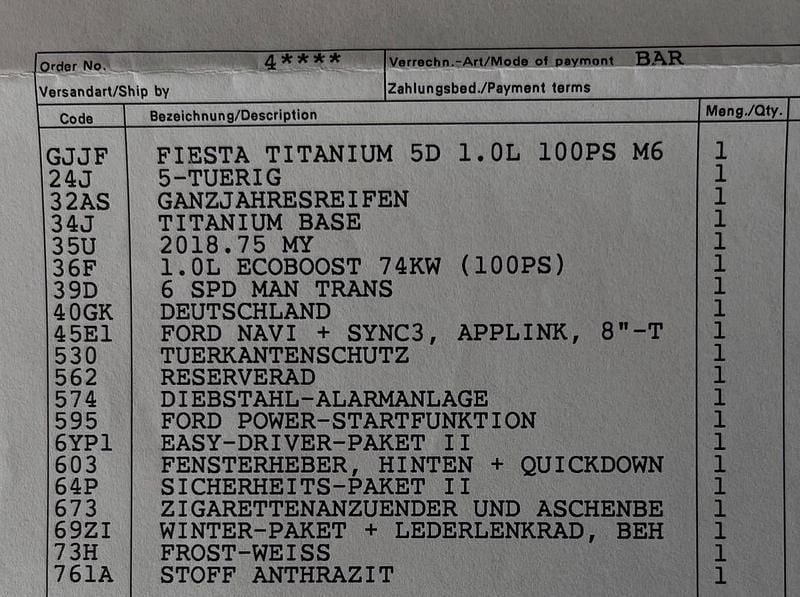 Order No. 4**** Verrechn.-Art/Mode of payment BAR
Versandart/Ship by Zahlungsbed./Payment terms
Code Bezeichnung/Description Meng./Qty.
GJJF FIESTA TITANIUM 5D 1.0L 100PS M6 1
24J 5-TUERIG 1
32AS GANZJAHRESREIFEN 1
34J TITANIUM BASE 1
35U 2018.75 MY 1
36F 1.0L ECOBOOST 74KW (100PS) 1
39D 6 SPD MAN TRANS 1
40GK DEUTSCHLAND 1
45E1 FORD NAVI + SYNC3, APPLINK, 8"-T 1
530 TUERKANTENSCHUTZ 1
562 RESERVERAD 1
574 DIEBSTAHL-ALARMANLAGE 1
595 FORD POWER-STARTFUNKTION 1
6YP1 EASY-DRIVER-PAKET II 1
603 FENSTERHEBER, HINTEN + QUICKDOWN 1
64P SICHERHEITS-PAKET II 1
673 ZIGARETTENANZUENDER UND ASCHENBE 1
69ZI WINTER-PAKET + LEDERLENKRAD, BEH 1
73H FROST-WEISS 1
761A STOFF ANTHRAZIT 1